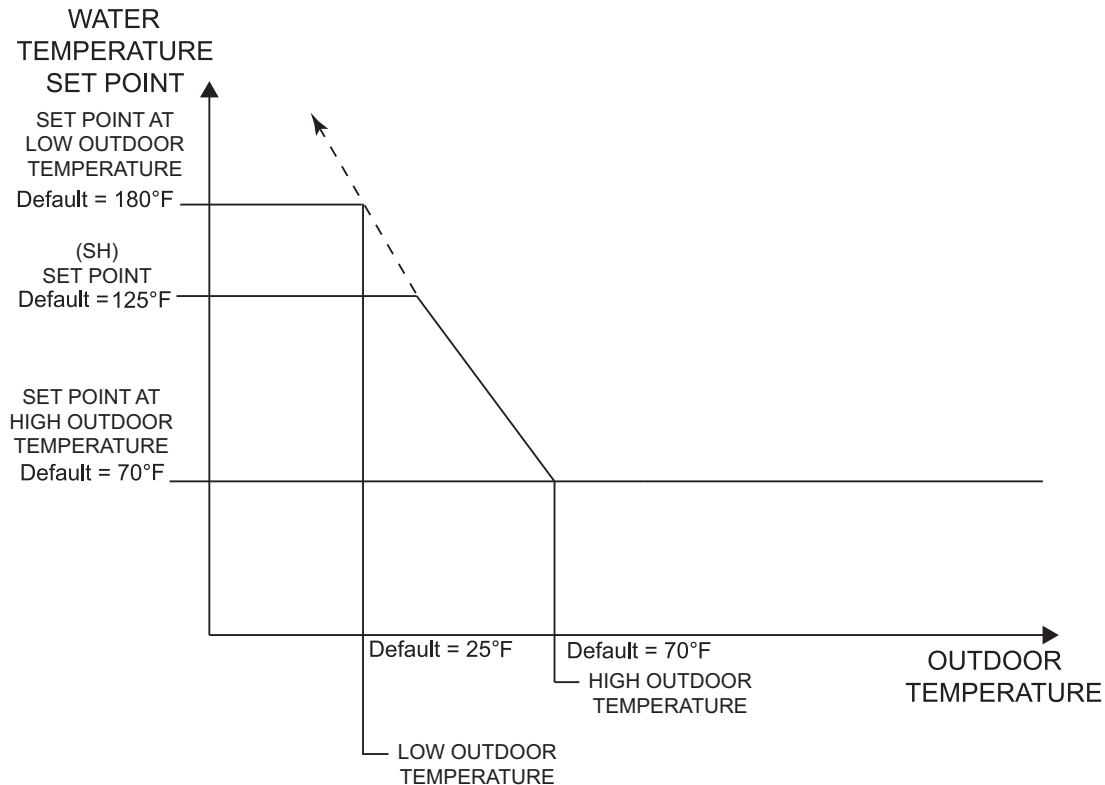 WATER
TEMPERATURE
SET POINT
SET POINT AT
LOW OUTDOOR
TEMPERATURE
Default = 180°F
(SH)
SET POINT
Default = 125°F
SET POINT AT
HIGH OUTDOOR
TEMPERATURE
Default = 70°F
Default = 25°F
Default = 70°F
HIGH OUTDOOR
TEMPERATURE
OUTDOOR
TEMPERATURE
LOW OUTDOOR
TEMPERATURE